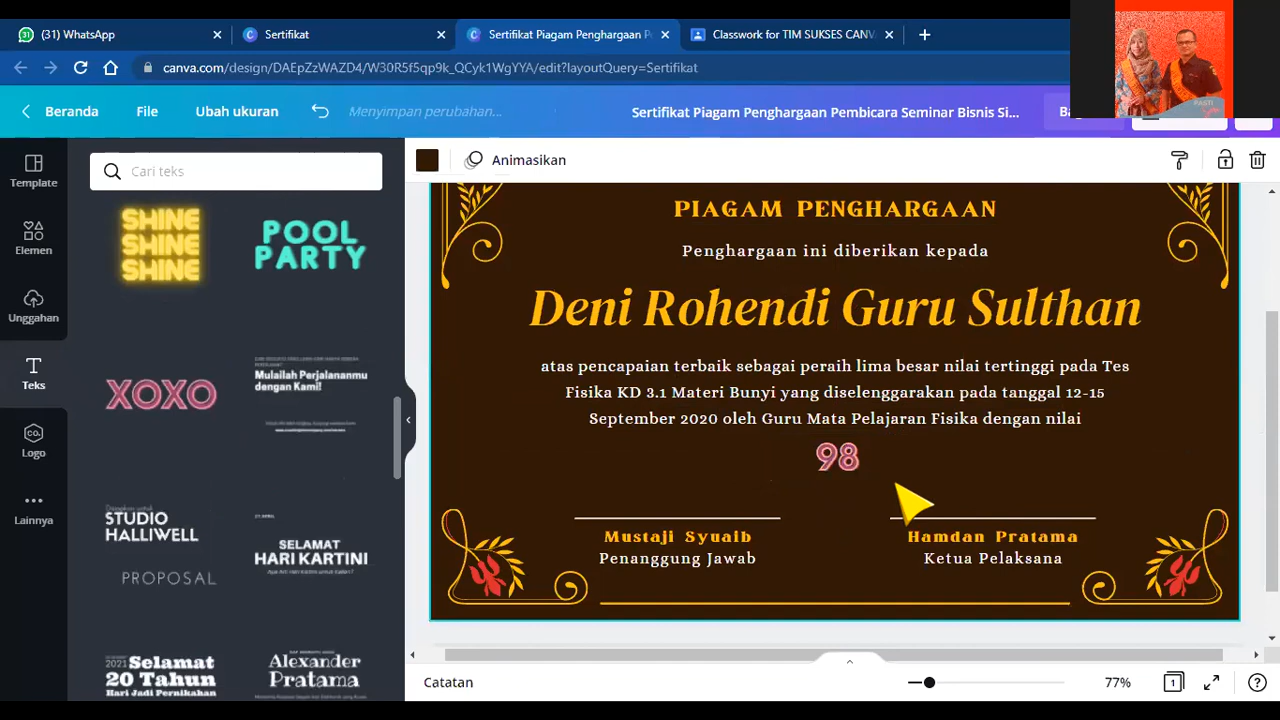 (31) WhatsApp
Sertifikat
Sertifikat Piagam Penghargaan P
Classwork for TIM SUKSES CANV
canva.com/design/DAEpZzWAZD4/W30R5f5qp9k_QCyk1WgYYA/edit?layoutQuery=Sertifikat
Beranda
File
Ubah ukuran
Menyimpan perubahan...
Sertifikat Piagam Penghargaan Pembicara Seminar Bisnis Si...
Template
Elemen
Unggahan
Teks
Logo
Lainnya
Cari teks
SHINE
SHINE
SHINE
POOL
PARTY
XOXO
Mulailah Perjalananmu
dengan Kami!
STUDIO
HALLIWELL
PROPOSAL
21 APRIL
SELAMAT
HARI KARTINI
Selamat
20 Tahun
Hari Jadi Pernikahan
Alexander
Pratama
Animasikan
PIAGAM PENGHARGAAN
Penghargaan ini diberikan kepada
Deni Rohendi Guru Sulthan
atas pencapaian terbaik sebagai peraih lima besar nilai tertinggi pada Tes
Fisika KD 3.1 Materi Bunyi yang diselenggarakan pada tanggal 12-15
September 2020 oleh Guru Mata Pelajaran Fisika dengan nilai
98
Mustaji Syuaib
Penanggung Jawab
Hamdan Pratama
Ketua Pelaksana
Catatan
77%
1